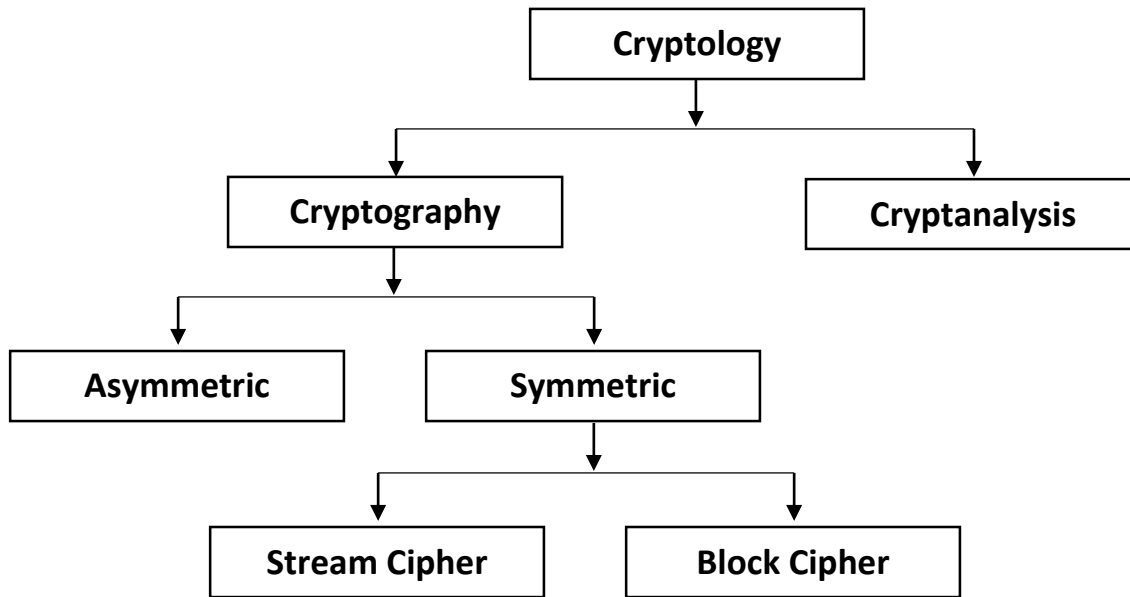 Cryptology
Cryptography
Cryptanalysis
Asymmetric
Symmetric
Stream Cipher
Block Cipher